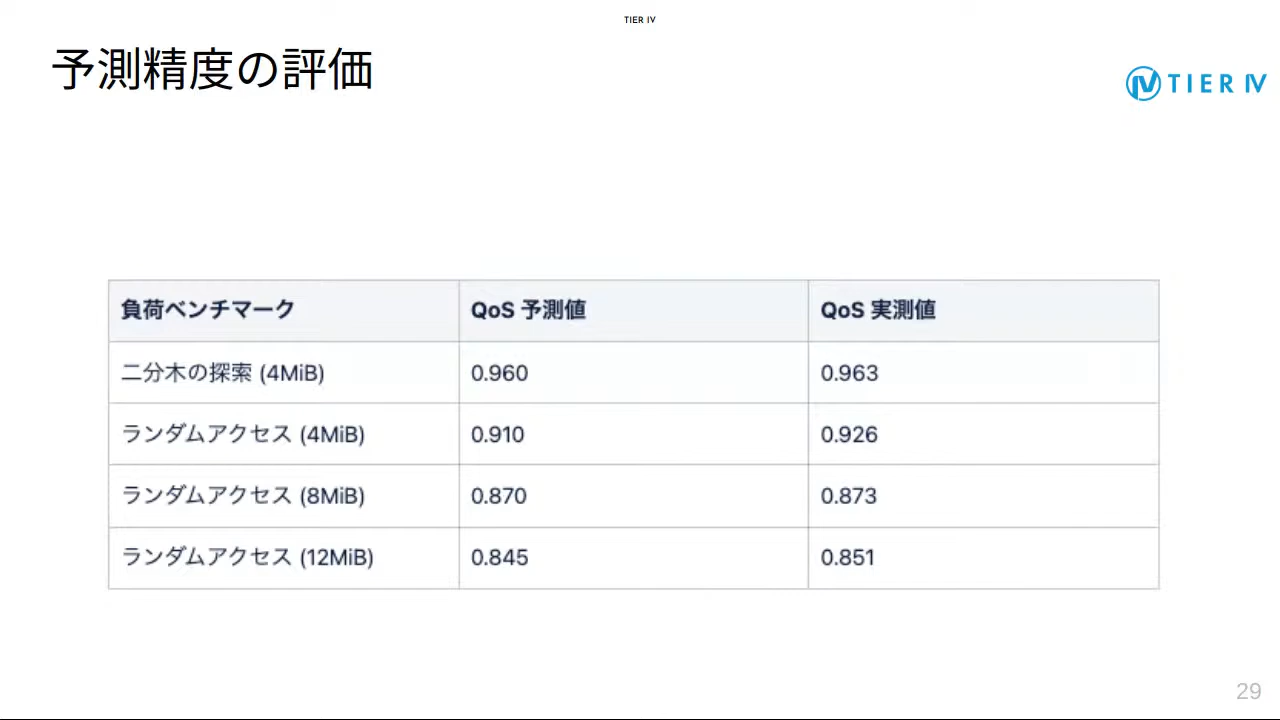 TIER IV
予測精度の評価
TIER IV
負荷ベンチマーク QoS 予測値 QoS 実測値
二分木の探索 (4MiB) 0.960 0.963
ランダムアクセス (4MiB) 0.910 0.926
ランダムアクセス (8MiB) 0.870 0.873
ランダムアクセス (12MiB) 0.845 0.851
29